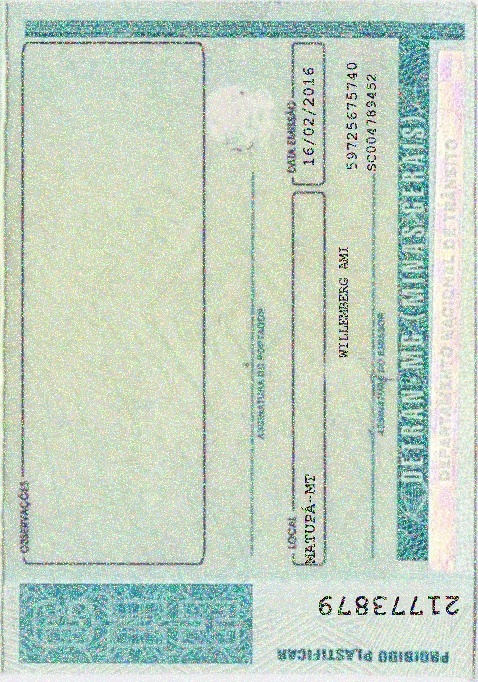 OBSERVAÇÕES
ASSINATURA DO PORTADOR
LOCAL
DATA EMISSÃO
MATUPÁ-MT
16/02/2016
59725675740
SC004789452
WILLEMBERG AMI
ASSINATURA DO EMISSOR
DETRAN-MG (MINAS GERAIS)
DEPARTAMENTO NACIONAL DE TRÂNSITO
21773879
PROIBIDO PLASTIFICAR